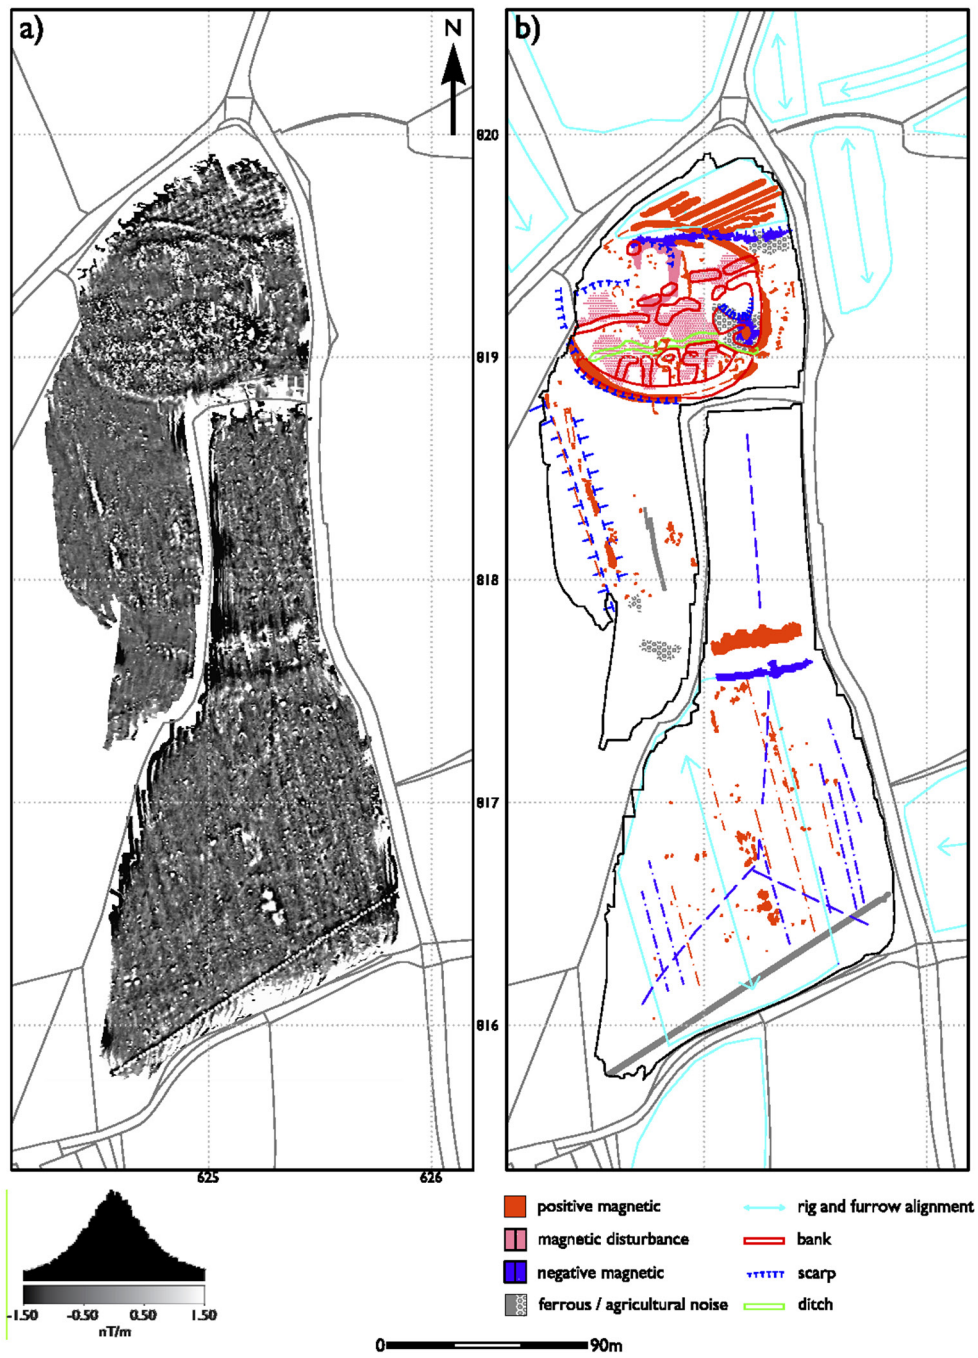 a)
N
b)
820
819
818
817
816
625
626
-1.50 -0.50 0.50 1.50
nT/m
positive magnetic
magnetic disturbance
negative magnetic
ferrous / agricultural noise
rig and furrow alignment
bank
scarp
ditch
0 90m